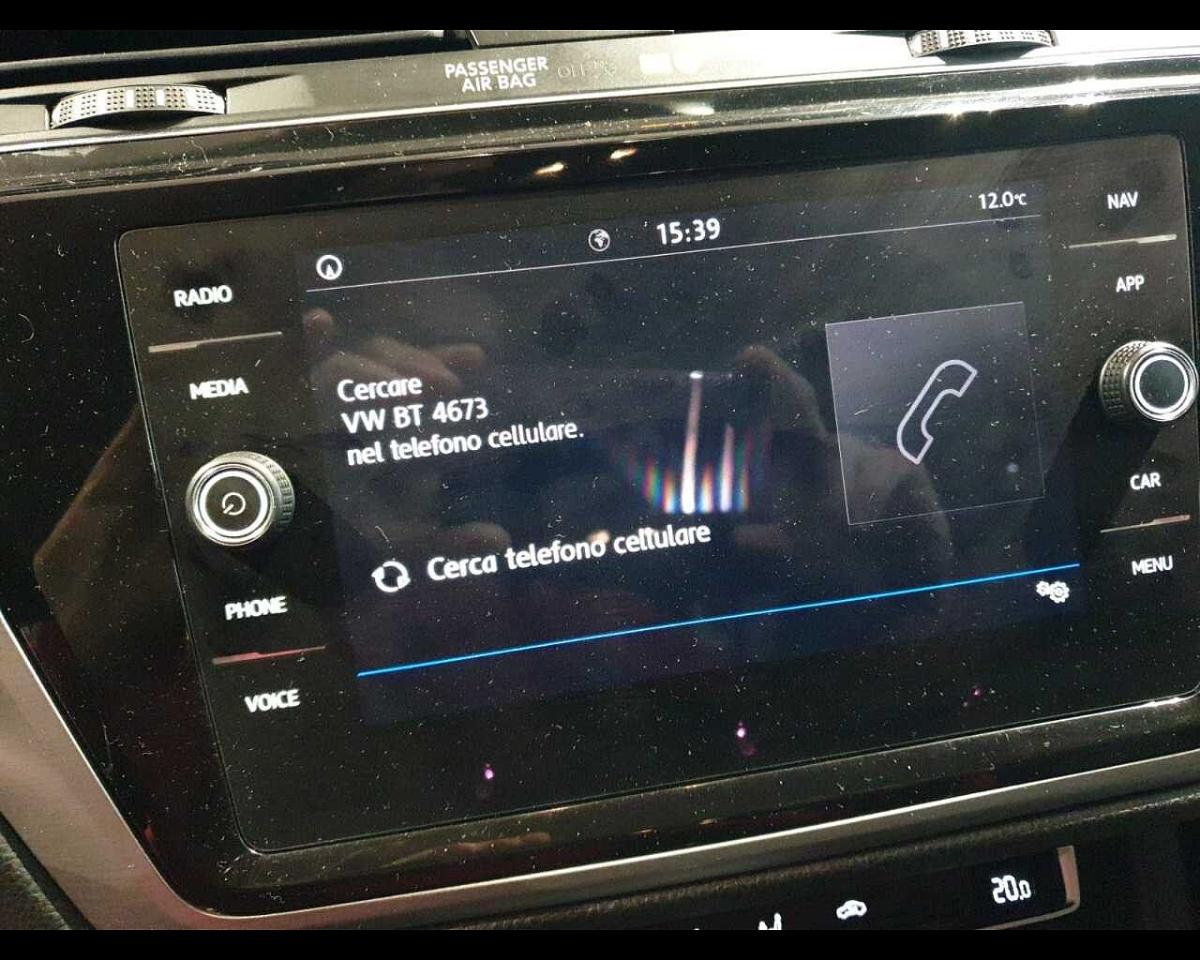 PASSENGER
AIR BAG
15:39
12.0°C
NAV
APP
RADIO
MEDIA
Cercare
VW BT 4673
nel telefono cellulare.
Cerca telefono cellulare
CAR
MENU
PHONE
VOICE
20.0